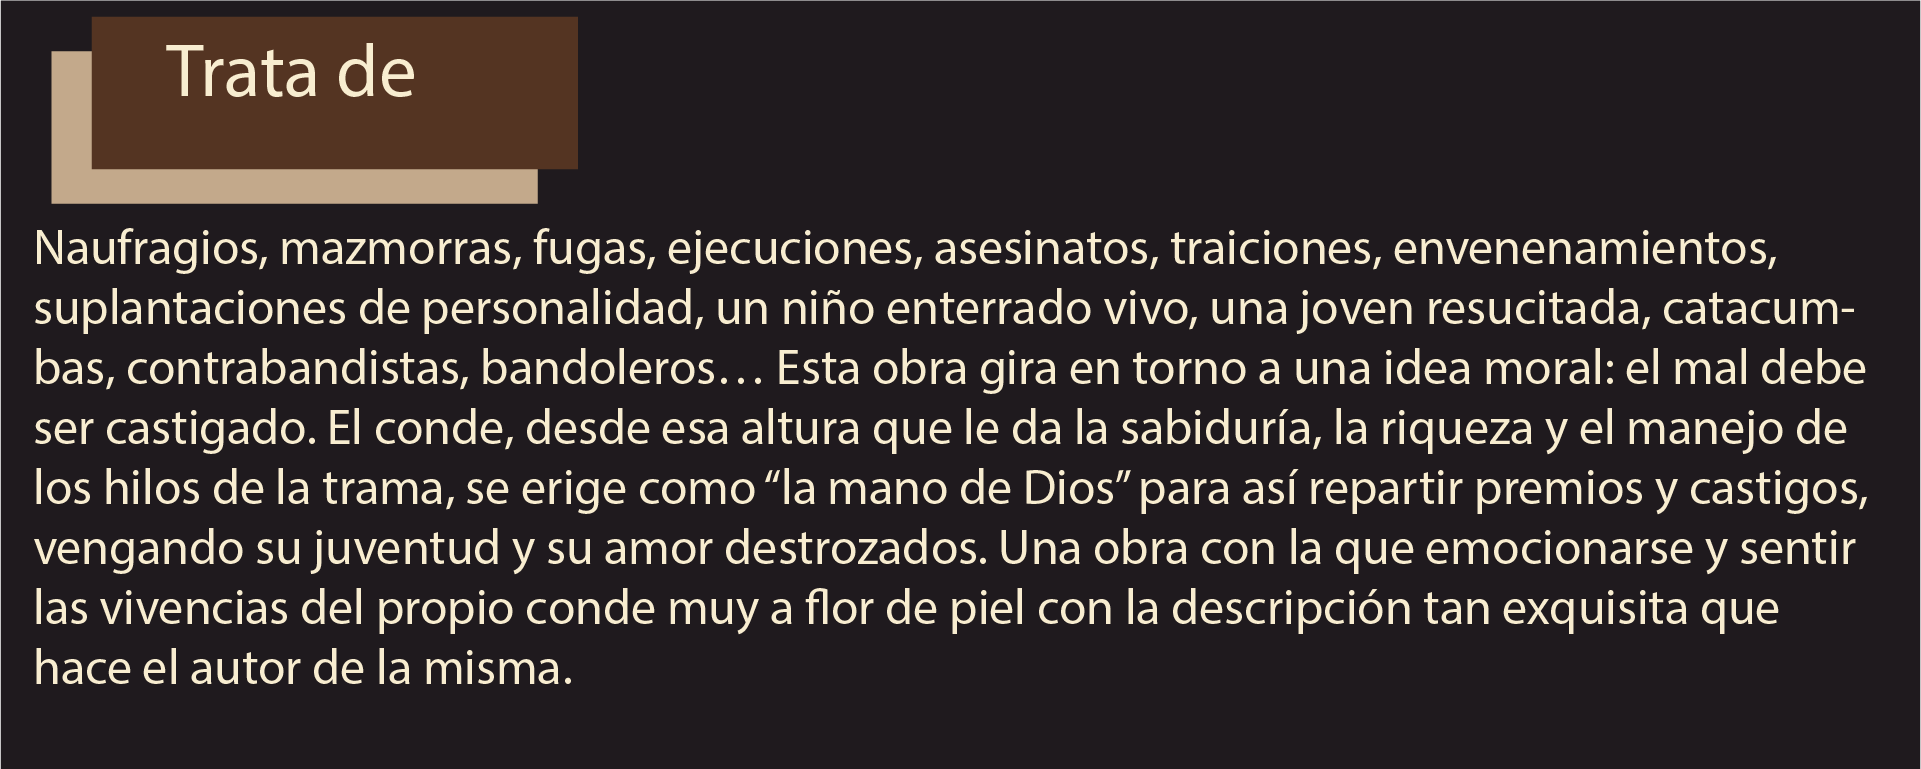 Trata de
Naufragios, mazmorras, fugas, ejecuciones, asesinatos, traiciones, envenenamientos,
suplantaciones de personalidad, un niño enterrado vivo, una joven resucitada, catacum-
bas, contrabandistas, bandoleros… Esta obra gira en torno a una idea moral: el mal debe
ser castigado. El conde, desde esa altura que le da la sabiduría, la riqueza y el manejo de
los hilos de la trama, se erige como “la mano de Dios” para así repartir premios y castigos,
vengando su juventud y su amor destrozados. Una obra con la que emocionarse y sentir
las vivencias del propio conde muy a flor de piel con la descripción tan exquisita que
hace el autor de la misma.